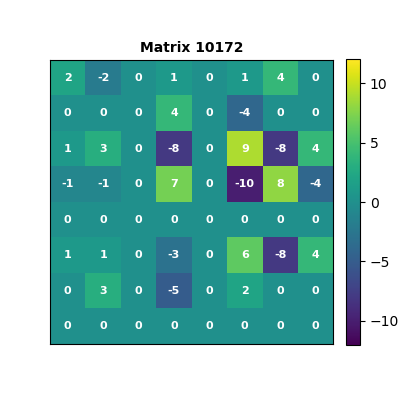 Matrix 10172
2 -2 0 1 0 1 4 0
0 0 0 4 0 -4 0 0
1 3 0 -8 0 9 -8 4
-1 -1 0 7 0 -10 8 -4
0 0 0 0 0 0 0 0
1 1 0 -3 0 6 -8 4
0 3 0 -5 0 2 0 0
0 0 0 0 0 0 0 0
10
5
0
−5
−10